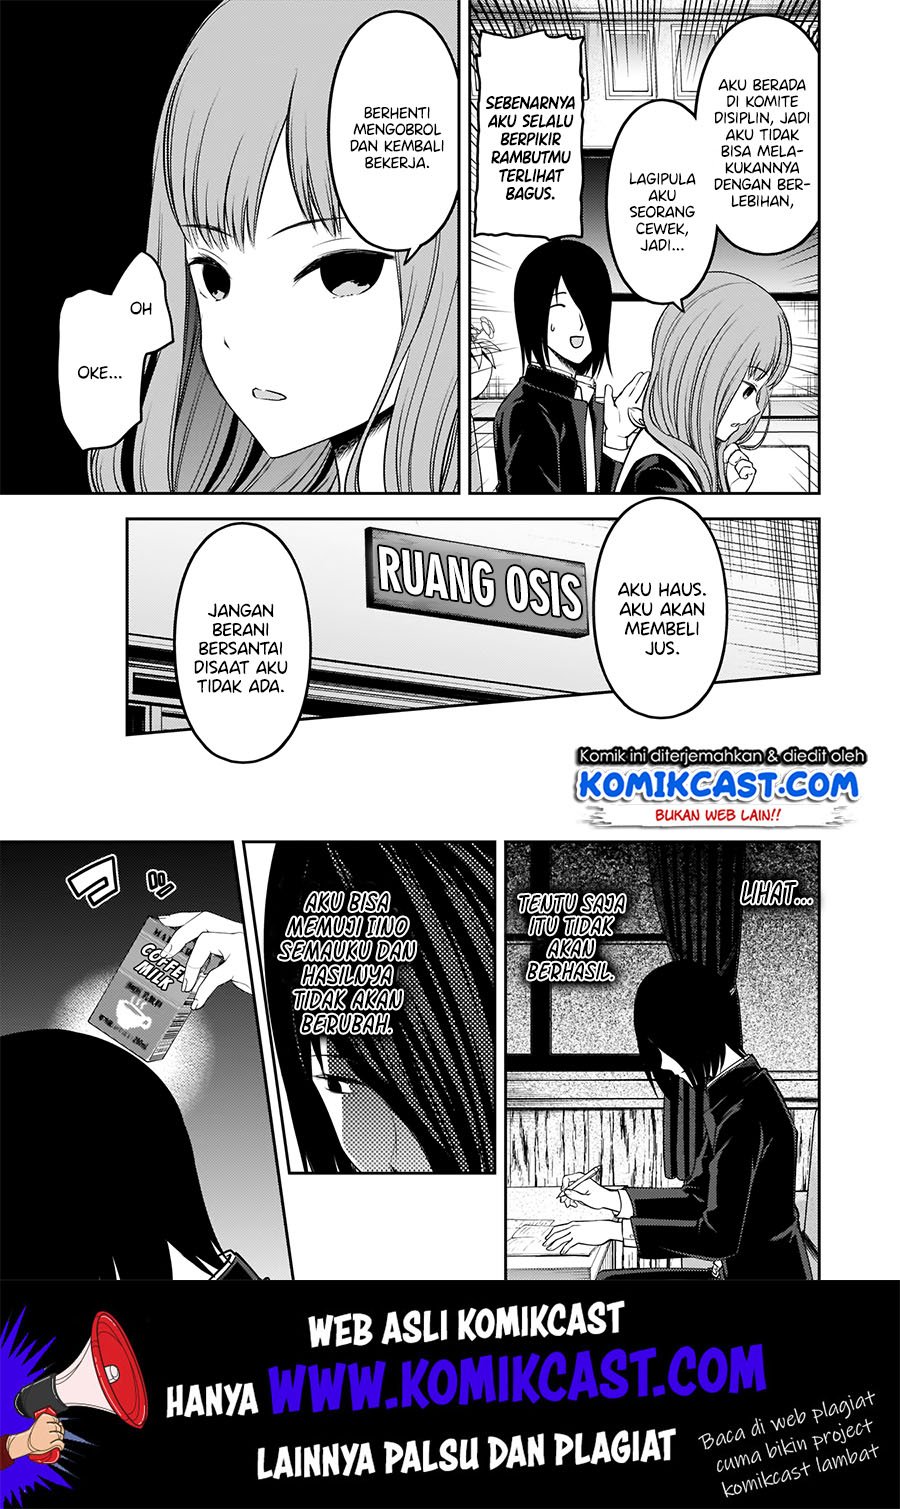 AKU BERADA
DI KOMITE
DISIPLIN, JADI
AKU TIDAK
BISA MELA-
KUKANNYA
DENGAN BER-
LEBIHAN,
LAGIPULA
AKU
SEORANG
CEWEK,
JADI...
SEBENARNYA
AKU SELALU
BERPIKIR
RAMBUTMU
TERLIHAT
BAGUS.
BERHENTI
MENGOBROL
DAN KEMBALI
BEKERJA.
OH
OKE...
AKU HAUS.
AKU AKAN
MEMBELI
JUS.
RUANG OSIS
JANGAN
BERANI
BERSANTAI
DISAAT AKU
TIDAK ADA.
Komik ini diterjemahkan & diedit oleh
KOMIKCAST.COM
BUKAN WEB LAIN!!
LIHAT...
TENTU SAJA
ITU TIDAK
AKAN
BERHASIL.
AKU BISA
MEMUJI IINO
SEMAUKU DAN
HASILNYA
TIDAK AKAN
BERUBAH.
COFFE
MILK
WEB ASLI KOMIKCAST
HANYA WWW.KOMIKCAST.COM
LAINNYA PALSU DAN PLAGIAT
Baca di web plagiat
cuma bikin project
komikcast lambat